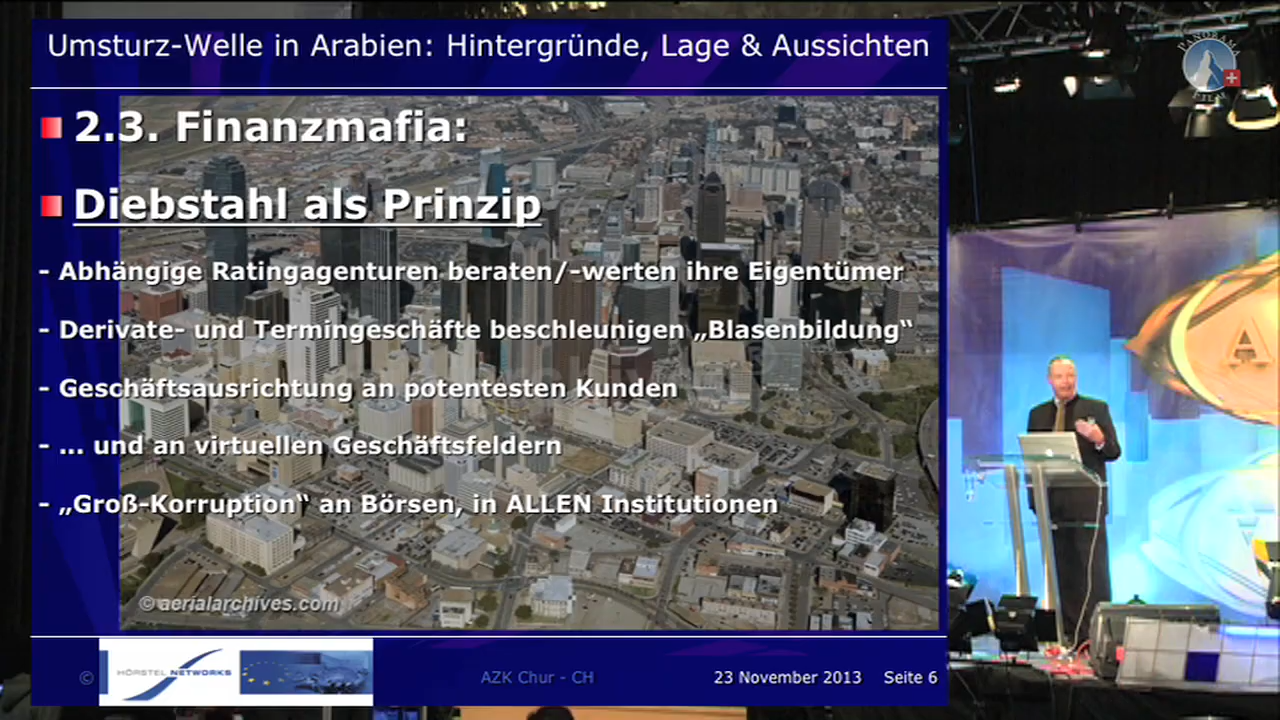 Umsturz-Welle in Arabien: Hintergründe, Lage & Aussichten
2.3. Finanzmafia:
Diebstahl als Prinzip
- Abhängige Ratingagenturen beraten/-werten ihre Eigentümer
- Derivate- und Termingeschäfte beschleunigen „Blasenbildung“
- Geschäftsausrichtung an potentesten Kunden
- ... und an virtuellen Geschäftsfeldern
- „Groß-Korruption“ an Börsen, in ALLEN Institutionen
© aerialarchives.com
©
HÖRSTEL NETWORKS
AZK Chur - CH
23 November 2013
Seite 6
PANORAMA
FILM
A